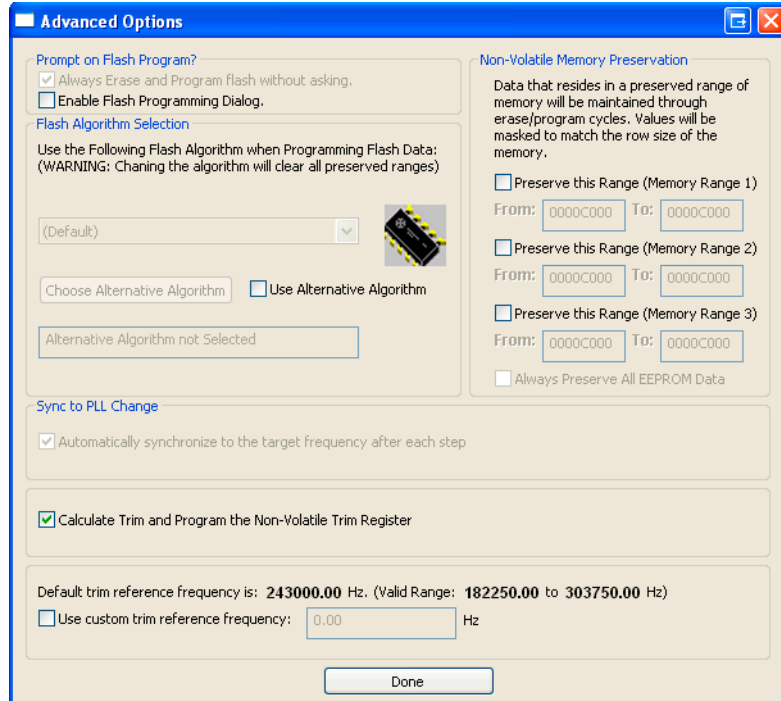 Advanced Options
Prompt on Flash Program?
Always Erase and Program flash without asking.
Enable Flash Programming Dialog.
Flash Algorithm Selection
Use the Following Flash Algorithm when Programming Flash Data:
(WARNING: Chaning the algorithm will clear all preserved ranges)
(Default)
Choose Alternative Algorithm
Use Alternative Algorithm
Alternative Algorithm not Selected
Non-Volatile Memory Preservation
Data that resides in a preserved range of
memory will be maintained through
erase/program cycles. Values will be
masked to match the row size of the
memory.
Preserve this Range (Memory Range 1)
From: 0000C000 To: 0000C000
Preserve this Range (Memory Range 2)
From: 0000C000 To: 0000C000
Preserve this Range (Memory Range 3)
From: 0000C000 To: 0000C000
Always Preserve All EEPROM Data
Sync to PLL Change
Automatically synchronize to the target frequency after each step
Calculate Trim and Program the Non-Volatile Trim Register
Default trim reference frequency is: 243000.00 Hz. (Valid Range: 182250.00 to 303750.00 Hz)
Use custom trim reference frequency: 0.00 Hz
Done